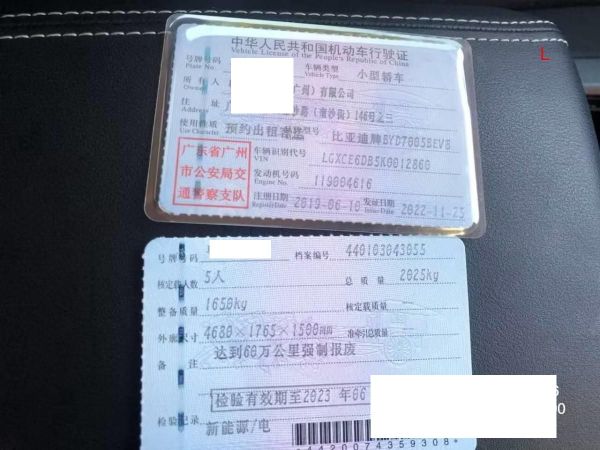 中华人民共和国机动车行驶证
Vehicle License of the People's Republic of China
号牌号码
Plate No.
车辆类型
Vehicle Type
小型轿车
所有人
Owner
广州）有限公司
住址
Address
沙路（南沙街）146号之三
使用性质
Use Character
预约出租客运
型号
比亚迪牌BYD7005BEV8
广东省广州
市公安局交
通警察支队
车辆识别代号
VIN
LGXCE6DB5K0012860
发动机号码
Engine No.
119004616
注册日期
Register Date
2019-06-10
发证日期
Issue Date
2022-11-23
L
号牌号码
档案编号
440103043055
核定载人数
5人
总质量
2025kg
整备质量
1650kg
核定载质量
外廓尺寸
4680×1765×1500mm
准牵引总质量
备注
达到60万公里强制报废
检验有效期至2023 年06
检验记录
新能源/电